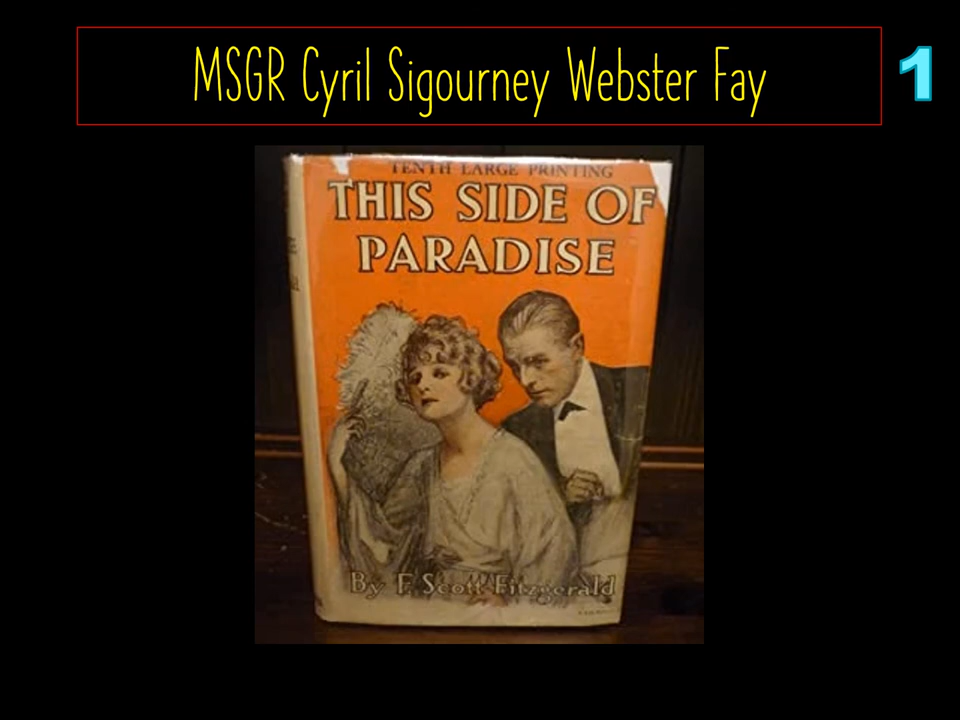 MSGR Cyril Sigourney Webster Fay
1
TENTH LARGE PRINTING
THIS SIDE OF
PARADISE
By F. Scott Fitzgerald